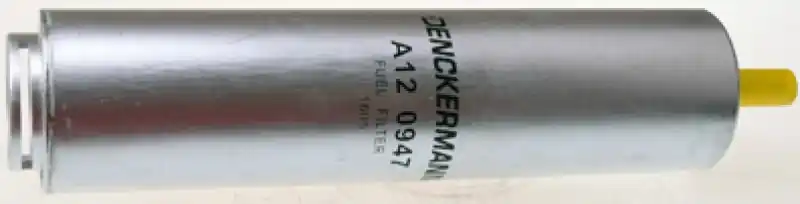 DENCKERMANN
A12 0947
FUEL FILTER